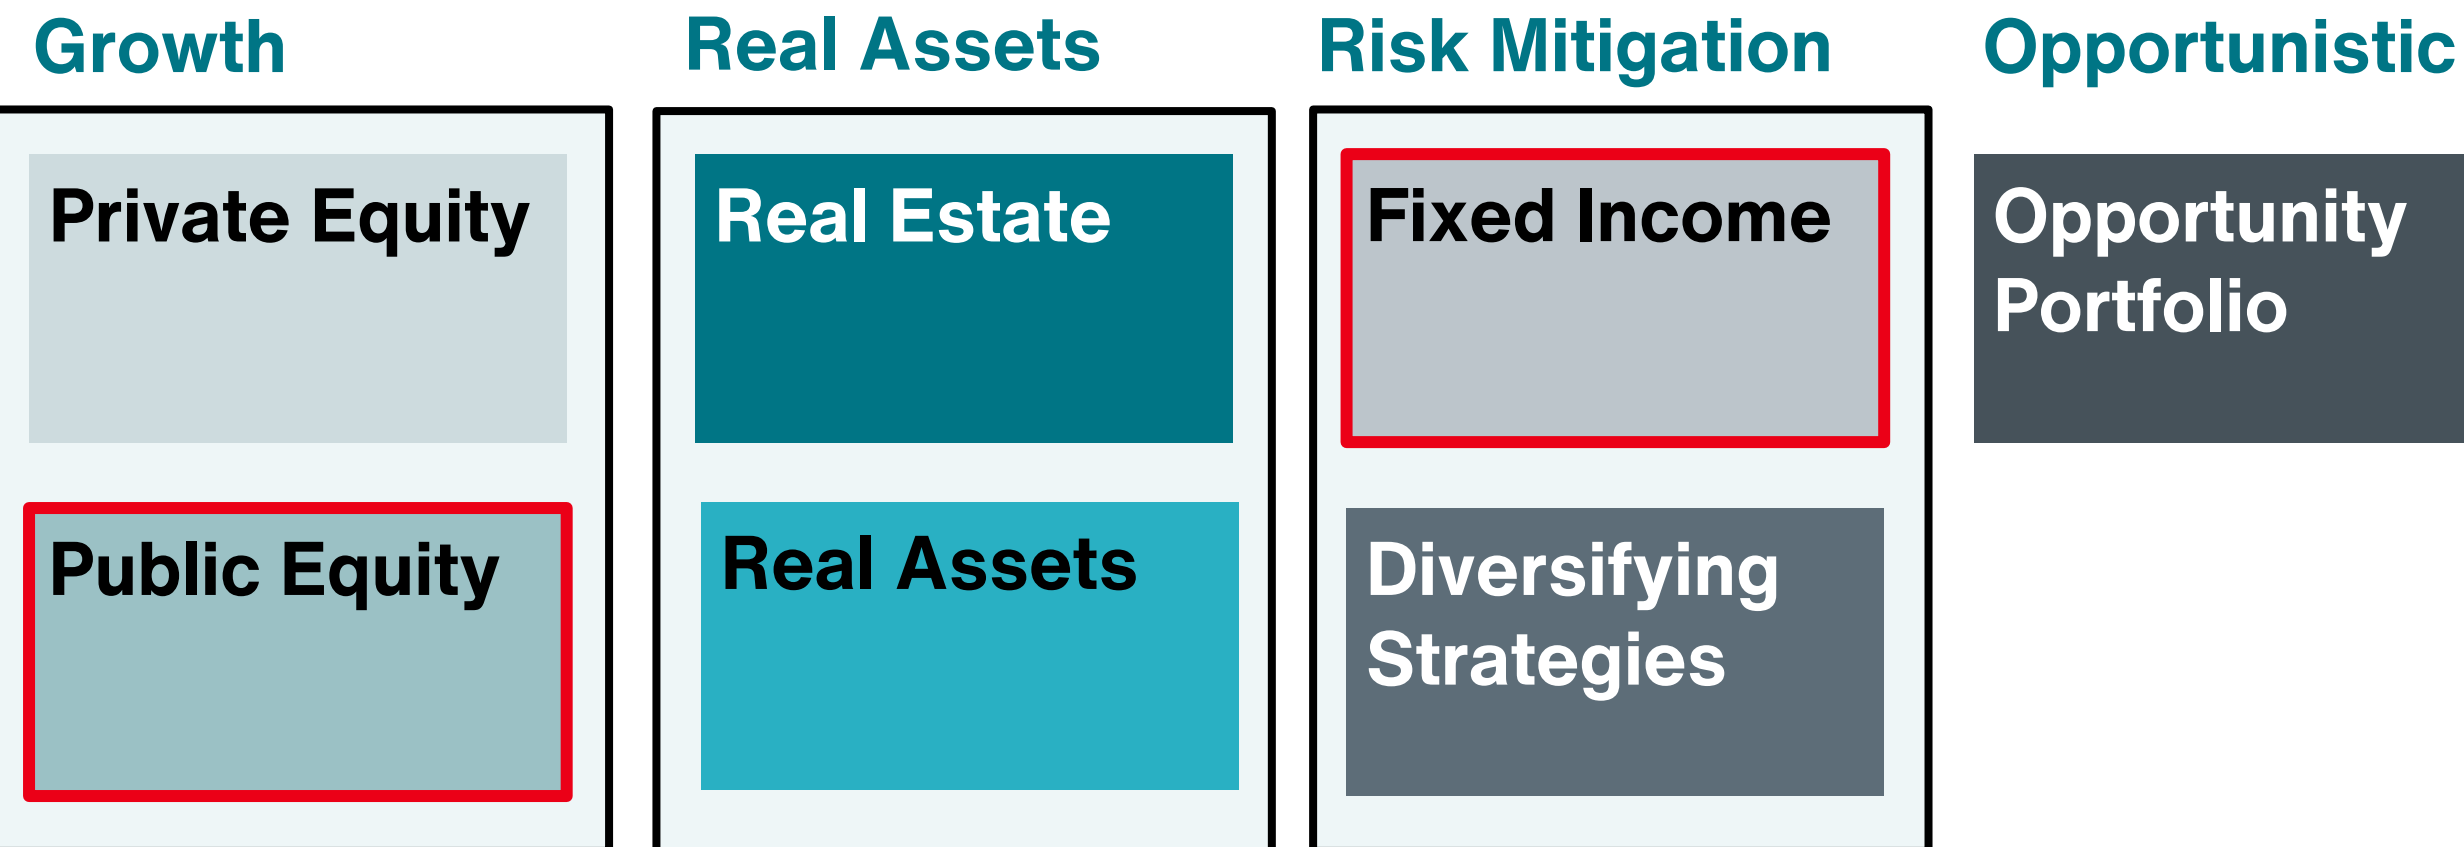 Growth
Real Assets
Risk Mitigation
Opportunistic
Private Equity
Real Estate
Fixed Income
Opportunity
Portfolio
Public Equity
Real Assets
Diversifying
Strategies